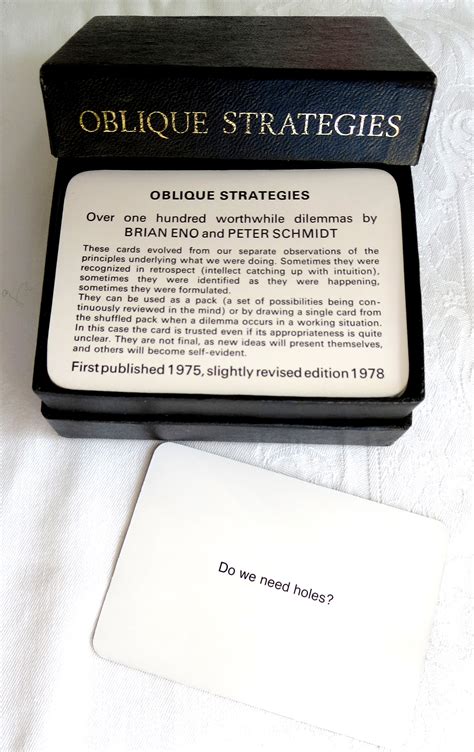 OBLIQUE STRATEGIES
OBLIQUE STRATEGIES
Over one hundred worthwhile dilemmas by
BRIAN ENO and PETER SCHMIDT
These cards evolved from our separate observations of the
principles underlying what we were doing. Sometimes they were
recognized in retrospect (intellect catching up with intuition),
sometimes they were identified as they were happening,
sometimes they were formulated.
They can be used as a pack (a set of possibilities being con-
tinuously reviewed in the mind) or by drawing a single card from
the shuffled pack when a dilemma occurs in a working situation.
In this case the card is trusted even if its appropriateness is quite
unclear. They are not final, as new ideas will present themselves,
and others will become self-evident.
First published 1975, slightly revised edition 1978
Do we need holes?